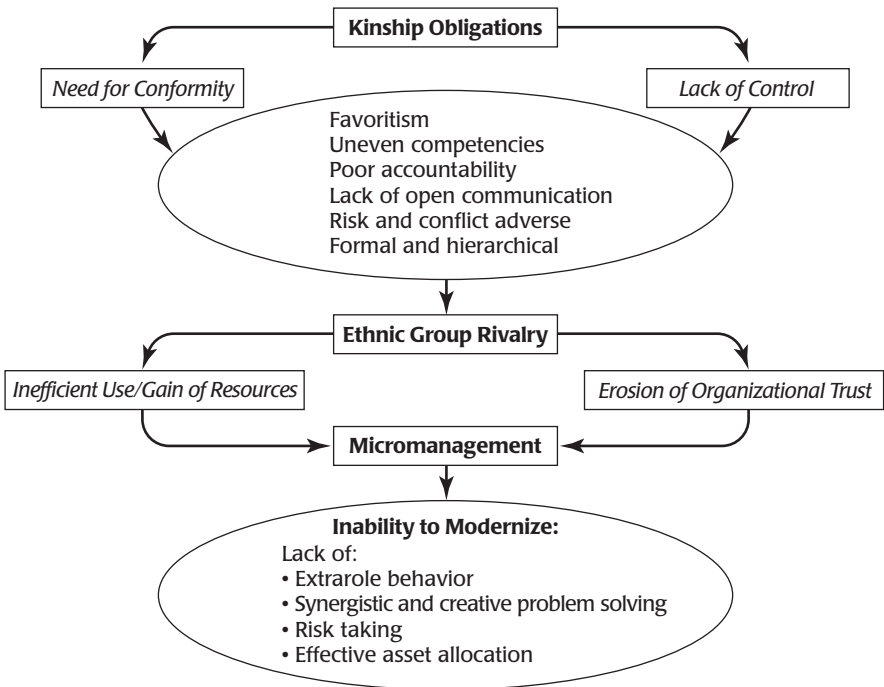 Kinship Obligations
Need for Conformity
Lack of Control
Favoritism
Uneven competencies
Poor accountability
Lack of open communication
Risk and conflict adverse
Formal and hierarchical
Ethnic Group Rivalry
Inefficient Use/Gain of Resources
Erosion of Organizational Trust
Micromanagement
Inability to Modernize:
Lack of:
• Extrarole behavior
• Synergistic and creative problem solving
• Risk taking
• Effective asset allocation